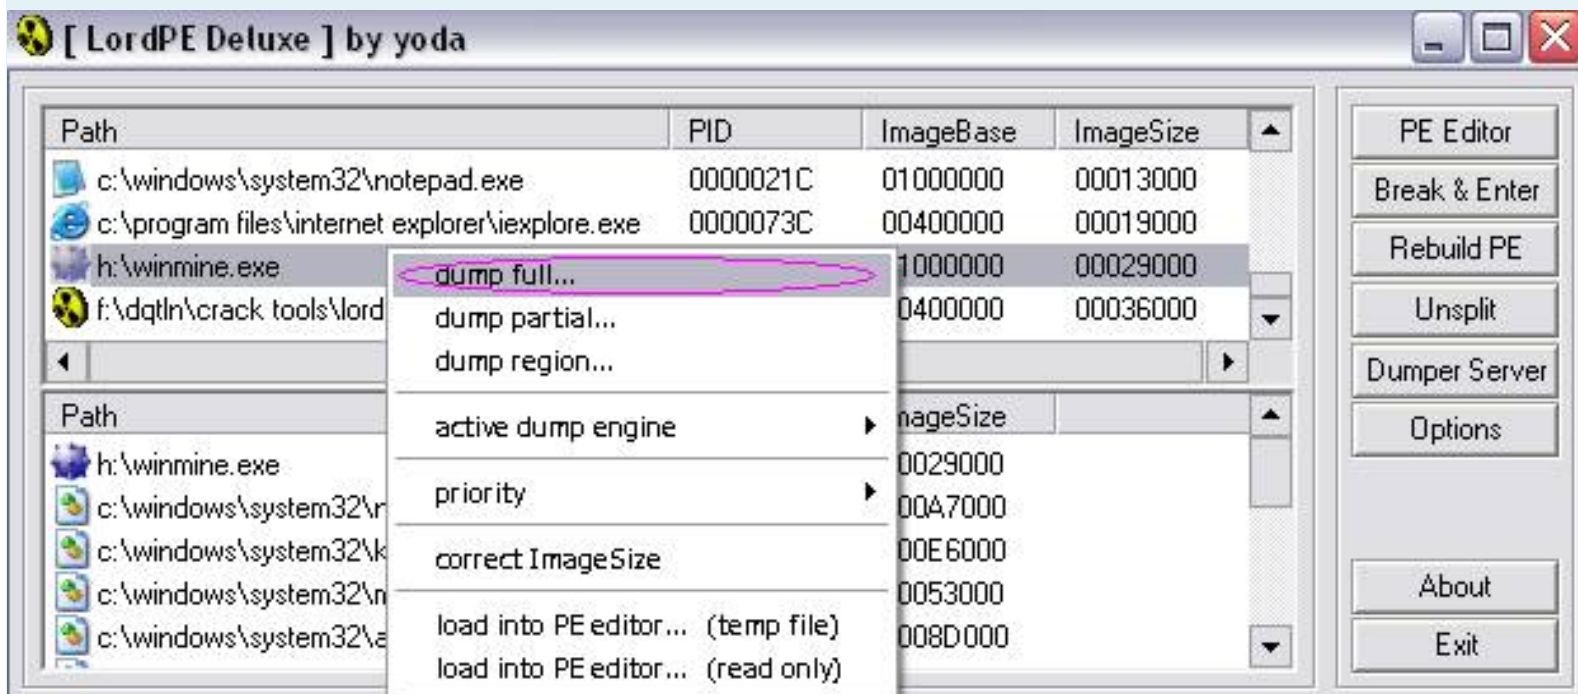 [ LordPE Deluxe ] by yoda
Path PID ImageBase ImageSize
c:\windows\system32\notepad.exe 0000021C 01000000 00013000
c:\program files\internet explorer\iexplore.exe 0000073C 00400000 00019000
h:\winmine.exe 1000000 00029000
f:\dqtln\crack tools\lord 0400000 00036000
dump full...
dump partial...
dump region...
active dump engine
priority
correct ImageSize
load into PE editor... (temp file)
load into PE editor... (read only)
Path nageSize
h:\winmine.exe 0029000
c:\windows\system32\n 00A7000
c:\windows\system32\k 00E6000
c:\windows\system32\n 0053000
c:\windows\system32\a 008D000
PE Editor
Break & Enter
Rebuild PE
Unsplit
Dumper Server
Options
About
Exit